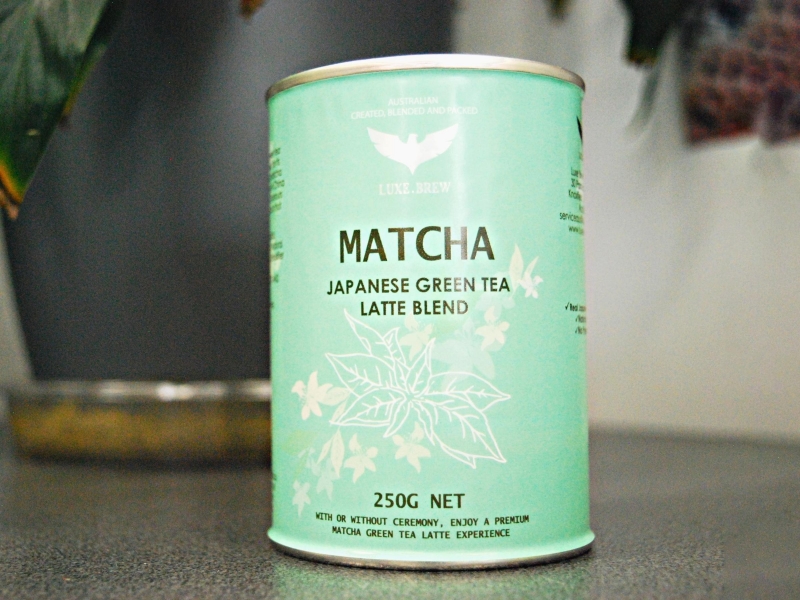 AUSTRALIAN
CREATED, BLENDED AND PACKED
LUXE.BREW
MATCHA
JAPANESE GREEN TEA
LATTE BLEND
250G NET
WITH OR WITHOUT CEREMONY, ENJOY A PREMIUM
MATCHA GREEN TEA LATTE EXPERIENCE